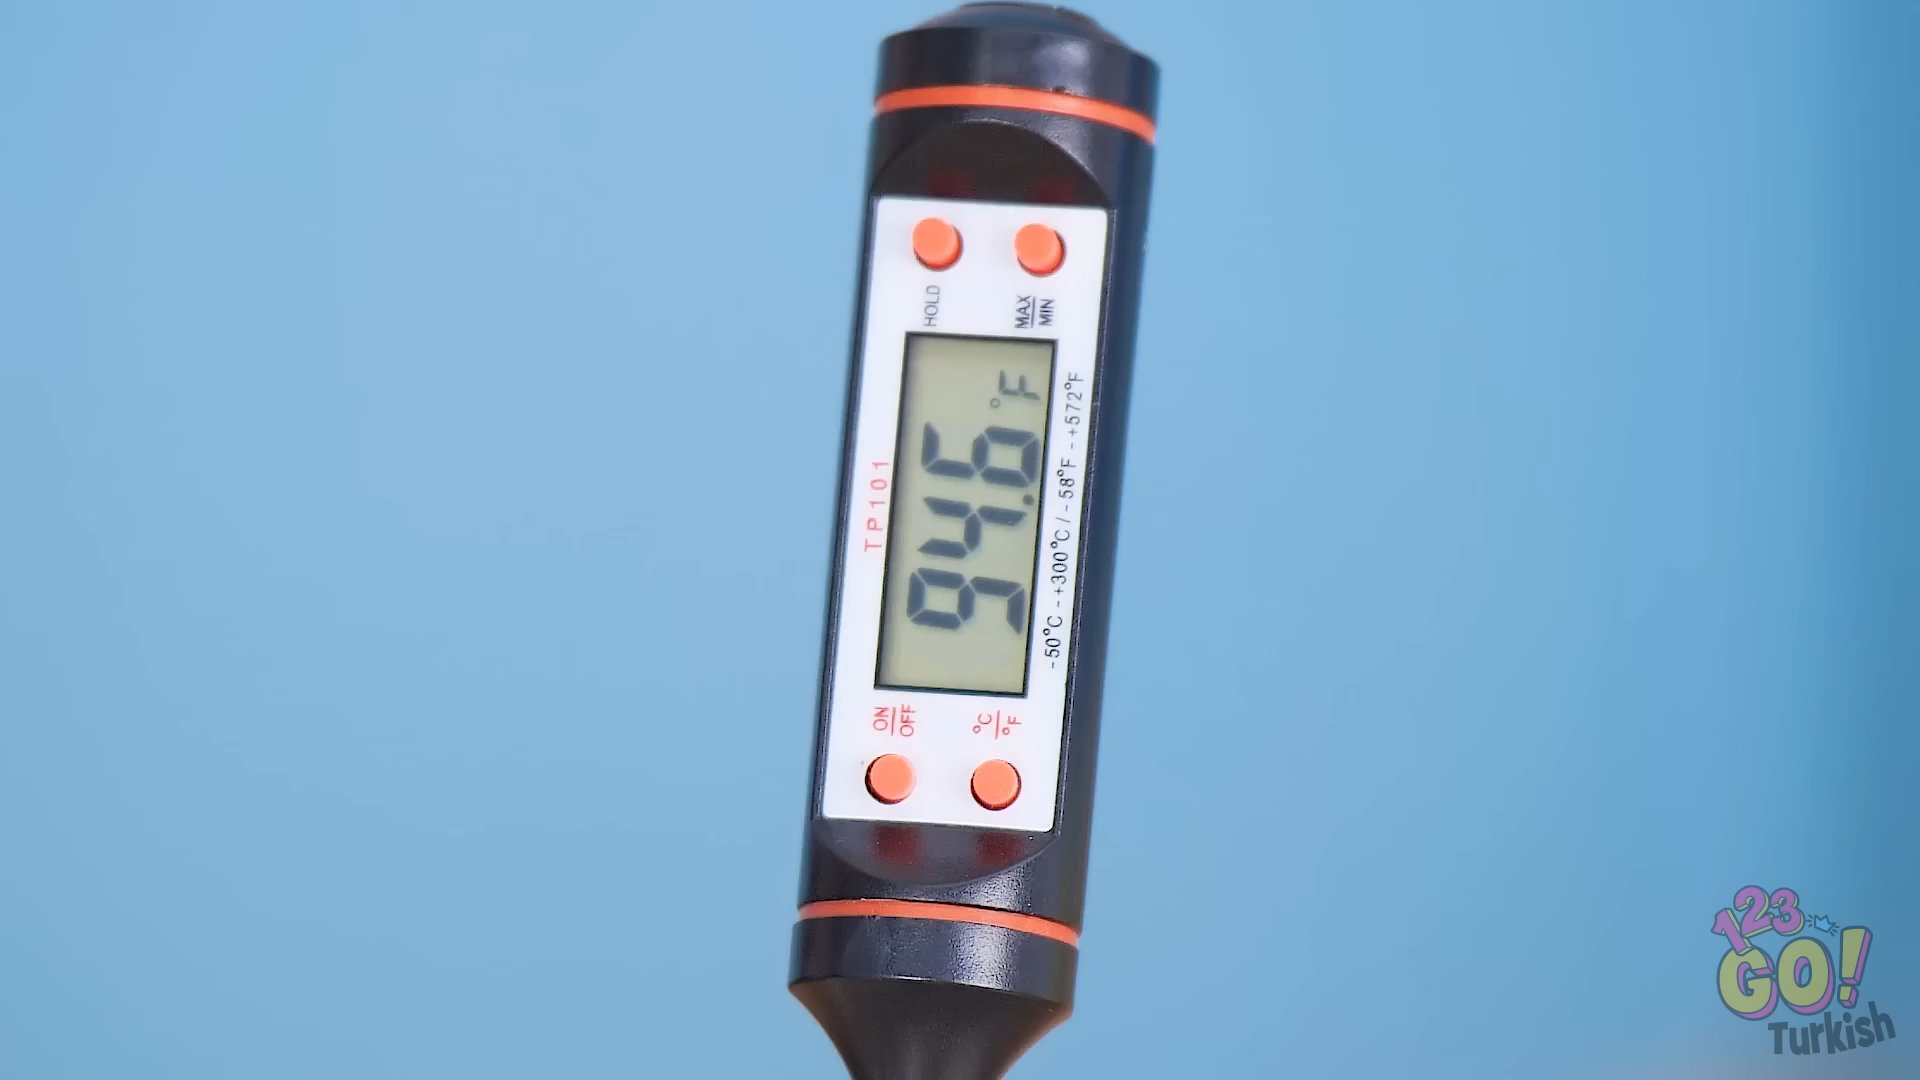 HOLD
MAX
MIN
TP101
94.6 °F
-50°C-+300°C/-58°F-+572°F
ON
OFF
°C
°F
123
GO!
Turkish